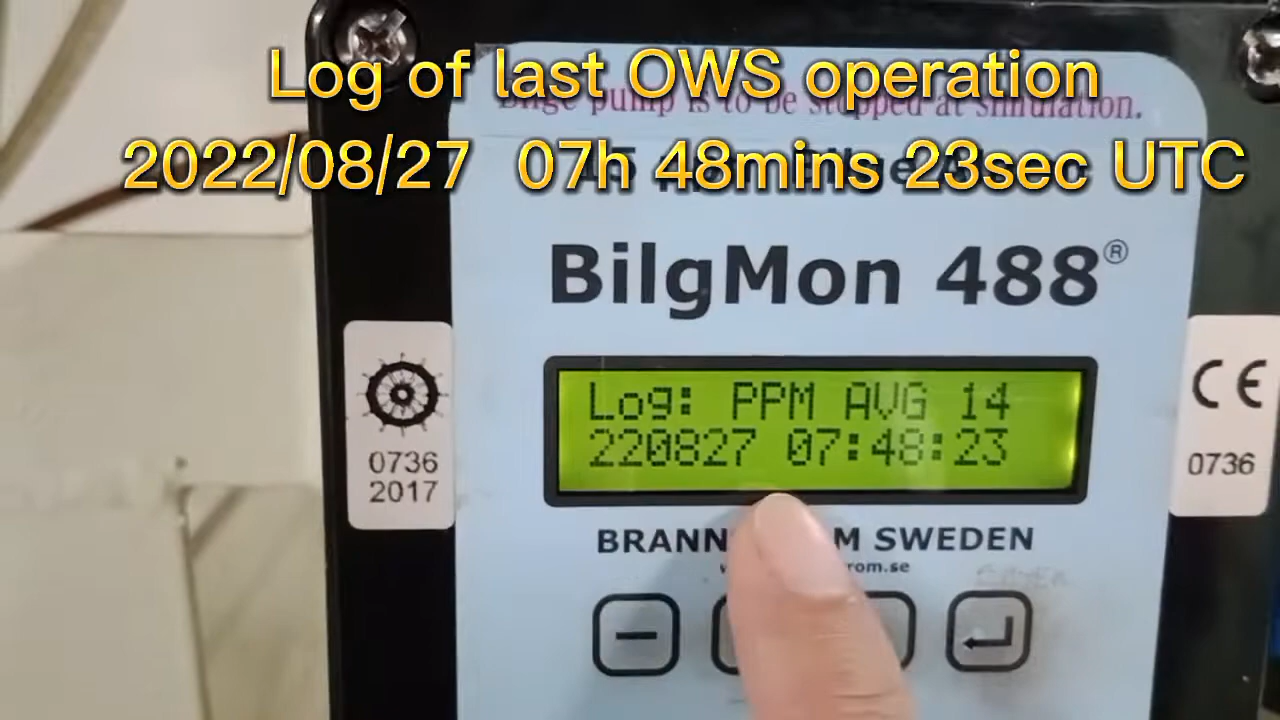 Log of last OWS operation
Bilge pump is to be stopped at simulation.
2022/08/27 07h 48mins 23sec UTC
15
BilgMon 488®
Log: PPM AVG 14
220827 07:48:23
0736
2017
CE
0736
SWEDEN